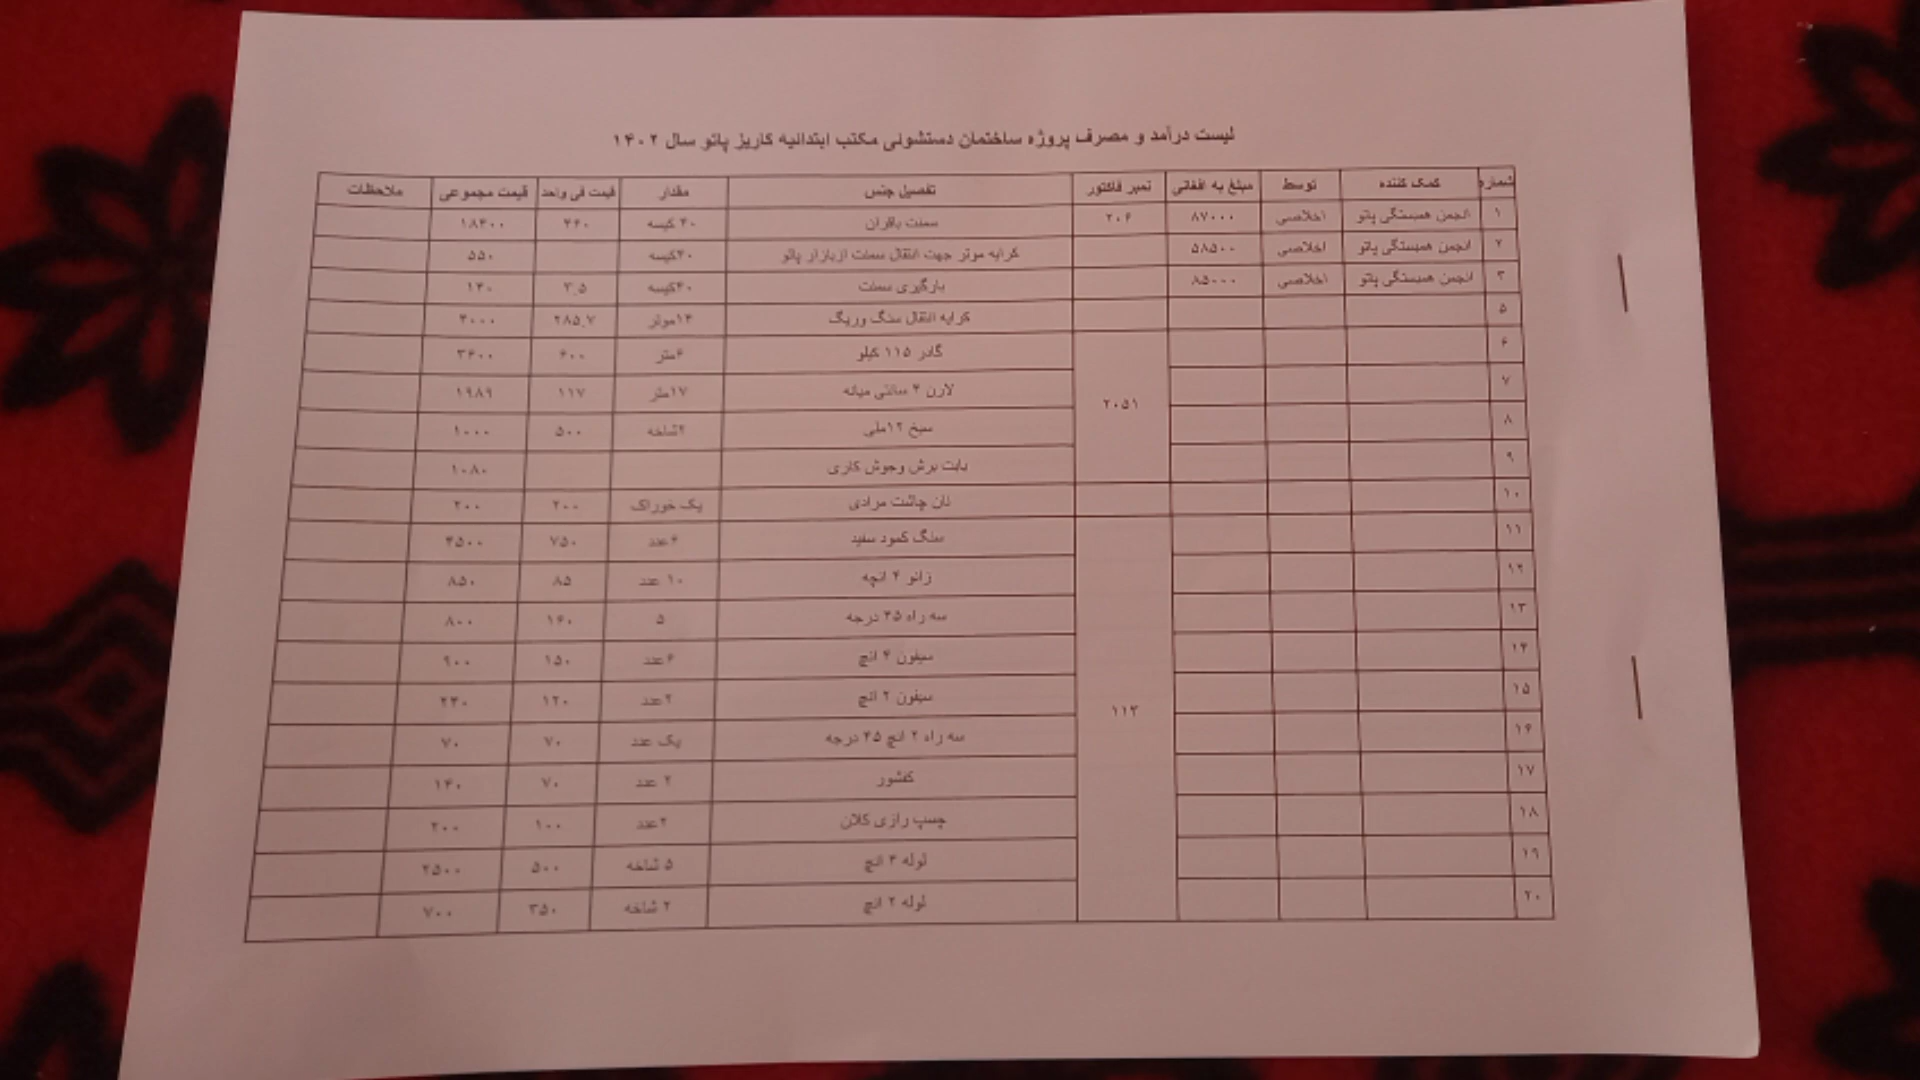 لیست درآمد و مصرف پروژه ساختمان دستشوئی مکتب ابتدائیه کاریز پاتو سال ۱۴۰۲
شماره کمک کننده توسط مبلغ به افغانی نمبر فاکتور تفصیل جنس مقدار قیمت فی واحد قیمت مجموعی ملاحظات
۱ انجمن همبستگی پاتو اخلاصی ۸۷۰۰۰ ۲۰۶ سمنت باقران ۴۰ کیسه ۴۶۰ ۱۸۴۰۰
۲ انجمن همبستگی پاتو اخلاصی ۵۸۵۰۰ کرایه موتر جهت انتقال سمنت ازبازار پاتو ۴۰کیسه ۵۵۰
۳ انجمن همبستگی پاتو اخلاصی ۸۵۰۰۰ بارگیری سمنت ۴۰کیسه ۳.۵ ۱۴۰
۵ کرایه انتقال سنگ وریگ ۱۴موتر ۲۸۵.۷ ۴۰۰۰
۶ ۲۰۵۱ گادر ۱۱۵ کیلو ۶متر ۶۰۰ ۳۶۰۰
۷ لارن ۴ سانتی میانه ۱۷متر ۱۱۷ ۱۹۸۹
۸ سیخ ۱۲ملی ۲شاخه ۵۰۰ ۱۰۰۰
۹ بابت برش وجوش کاری ۱۰۸۰
۱۰ نان چاشت مرادی یک خوراک ۲۰۰ ۲۰۰
۱۱ ۱۱۳ سنگ کمود سفید ۶عدد ۷۵۰ ۴۵۰۰
۱۲ زانو ۴ انچه ۱۰ عدد ۸۵ ۸۵۰
۱۳ سه راه ۴۵ درجه ۵ ۱۶۰ ۸۰۰
۱۴ سیفون ۴ انچ ۶عدد ۱۵۰ ۹۰۰
۱۵ سیفون ۲ انچ ۲عدد ۱۲۰ ۲۴۰
۱۶ سه راه ۲ انچ ۴۵ درجه یک عدد ۷۰ ۷۰
۱۷ کفشور ۲ عدد ۷۰ ۱۴۰
۱۸ چسپ رازی کلان ۲عدد ۱۰۰ ۲۰۰
۱۹ لوله ۴ انچ ۵ شاخه ۵۰۰ ۲۵۰۰
۲۰ لوله ۲ انچ ۲ شاخه ۳۵۰ ۷۰۰